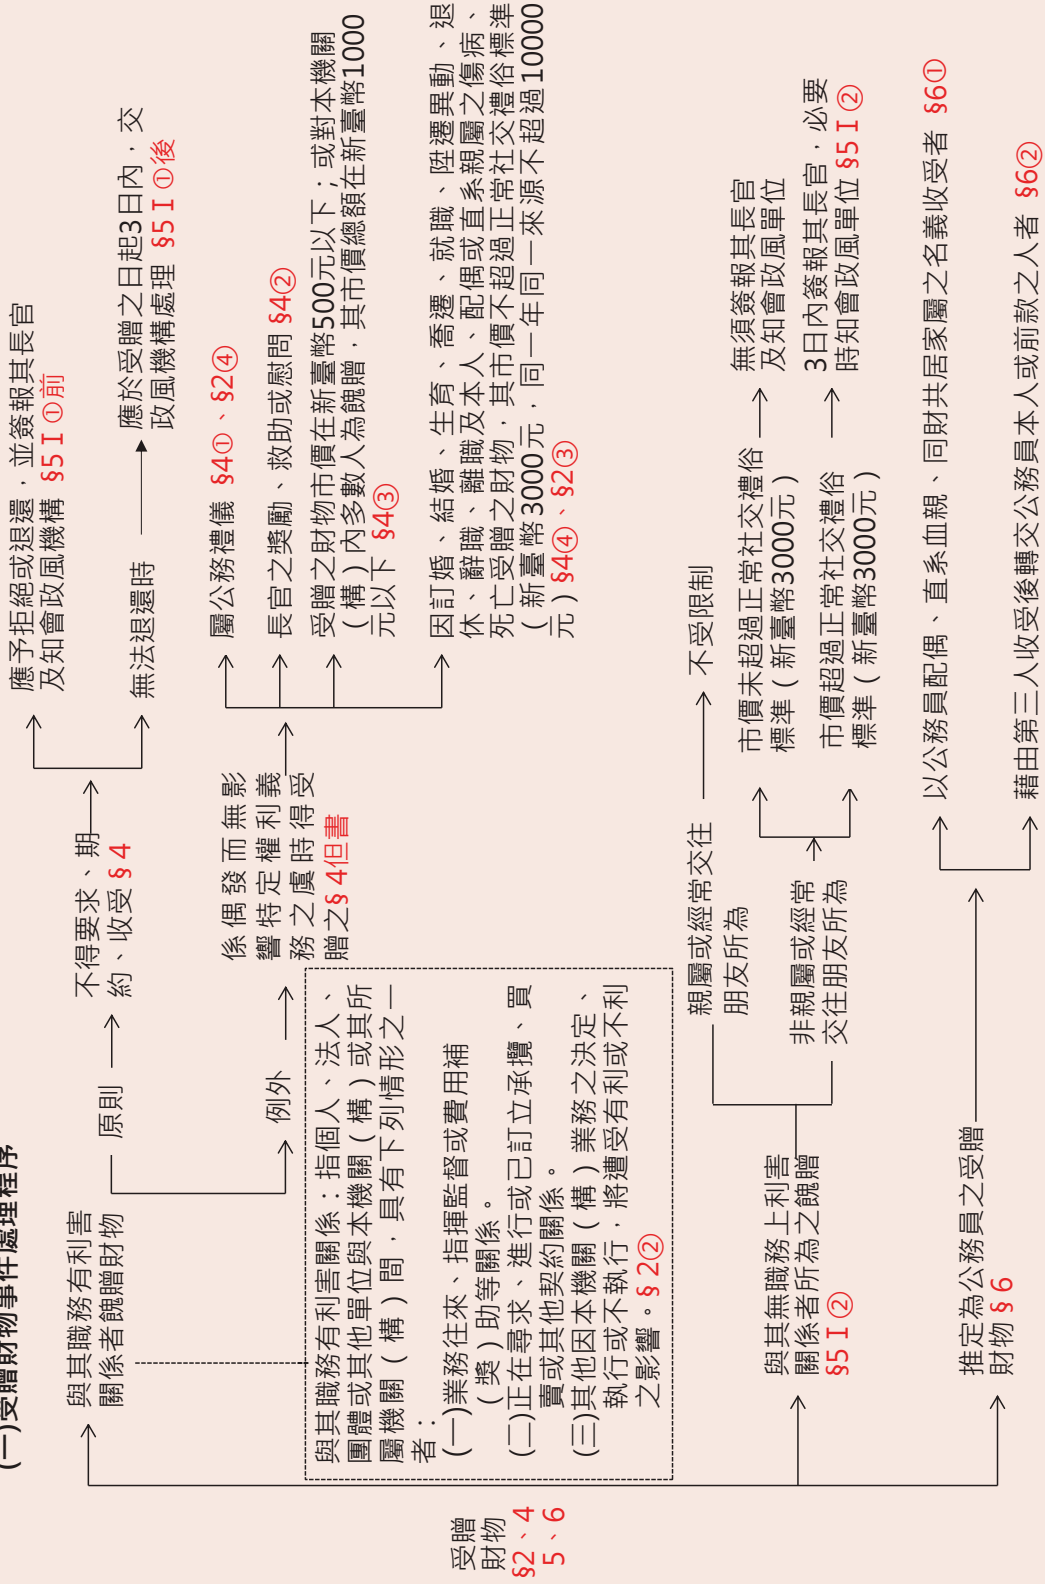 (一)受贈財物事件處理程序
受贈
財物
§2、4
5、6
與其職務有利害
關係者餽贈財物
原則
不得要求、期
約、收受§4
應予拒絕或退還，並簽報其長官
及知會政風機構 §5Ⅰ①前
無法退還時
應於受贈之日起3日內，交
政風機構處理 §5Ⅰ①後
例外
係偶發而無影
響特定權利義
務之虞時得受
贈之§4但書
屬公務禮儀 §4①、§2④
長官之獎勵、救助或慰問 §4②
受贈之財物市價在新臺幣500元以下；或對本機關
(構)內多數人為餽贈，其市價總額在新臺幣1000
元以下 §4③
因訂婚、結婚、生育、喬遷、就職、陞遷異動、退
休、辭職、離職及本人、配偶或直系親屬之傷病、
死亡受贈之財物，其市價不超過正常社交禮俗標準
(新臺幣3000元，同一年同一來源不超過10000
元)§4④、§2③
與其職務有利害關係：指個人、法人、
團體或其他單位與本機關(構)或其所
屬機關(構)間，具有下列情形之一
者：
(一)業務往來、指揮監督或費用補
(獎)助等關係。
(二)正在尋求、進行或已訂立承攬、買
賣或其他契約關係。
(三)其他因本機關(構)業務之決定、
執行或不執行，將遭受有利或不利
之影響。§2②
與其無職務上利害
關係者所為之餽贈
§5Ⅰ②
親屬或經常交往
朋友所為
不受限制
非親屬或經常
交往朋友所為
市價未超過正常社交禮俗
標準(新臺幣3000元)
無須簽報其長官
及知會政風單位
市價超過正常社交禮俗
標準(新臺幣3000元)
3日內簽報其長官，必要
時知會政風單位 §5Ⅰ②
推定為公務員之受贈
財物 §6
以公務員配偶、直系血親、同財共居家屬之名義收受者 §6①
藉由第三人收受後轉交公務員本人或前款之人者 §6②